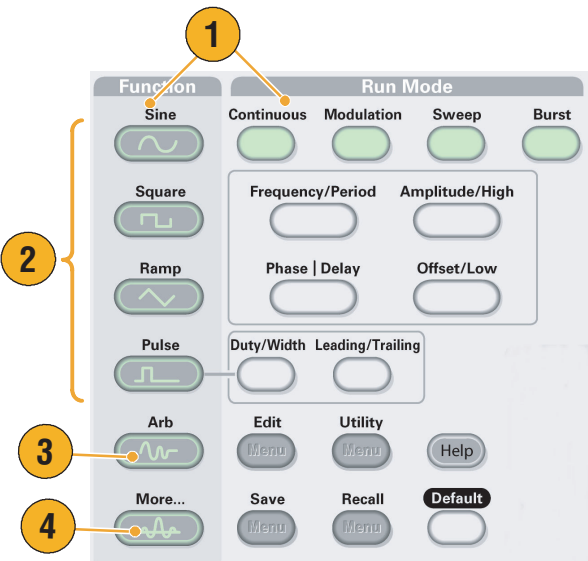 1
Function Run Mode
Sine Continuous Modulation Sweep Burst
2
Square Frequency/Period Amplitude/High
Ramp Phase | Delay Offset/Low
Pulse Duty/Width Leading/Trailing
3
Arb Edit Utility
Menu Menu Help
4
More... Save Recall Default
Menu Menu